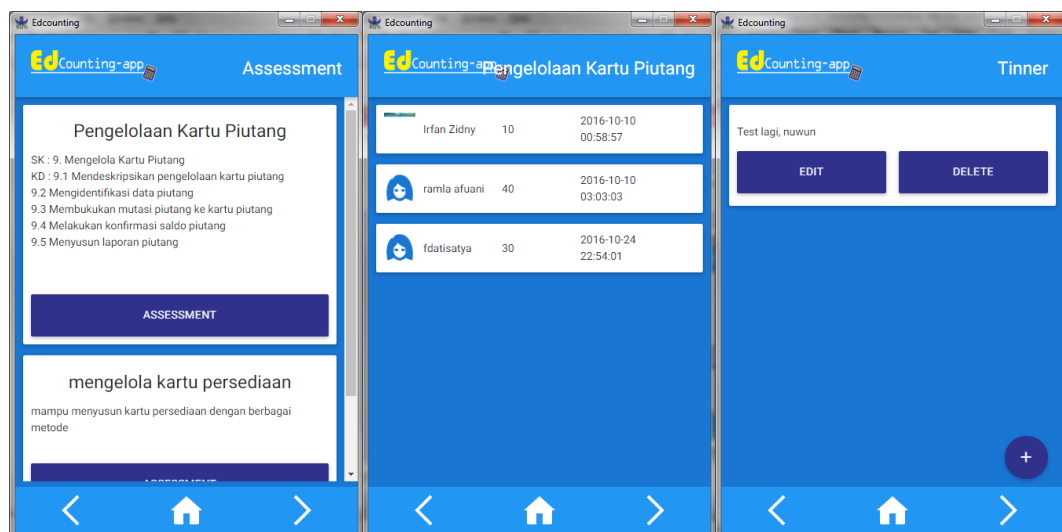 Edcounting
EdCounting-app
Assessment
Pengelolaan Kartu Piutang
SK : 9. Mengelola Kartu Piutang
KD : 9.1 Mendeskripsikan pengelolaan kartu piutang
9.2 Mengidentifikasi data piutang
9.3 Membukukan mutasi piutang ke kartu piutang
9.4 Melakukan konfirmasi saldo piutang
9.5 Menyusun laporan piutang
ASSESSMENT
mengelola kartu persediaan
mampu menyusun kartu persediaan dengan berbagai
metode
ASSESSMENT
Edcounting
EdCounting-app
Pengelolaan Kartu Piutang
Irfan Zidny 10 2016-10-10
00:58:57
ramla afuani 40 2016-10-10
03:03:03
fdatisatya 30 2016-10-24
22:54:01
Edcounting
EdCounting-app
Tinner
Test lagi, nuwun
EDIT DELETE
+